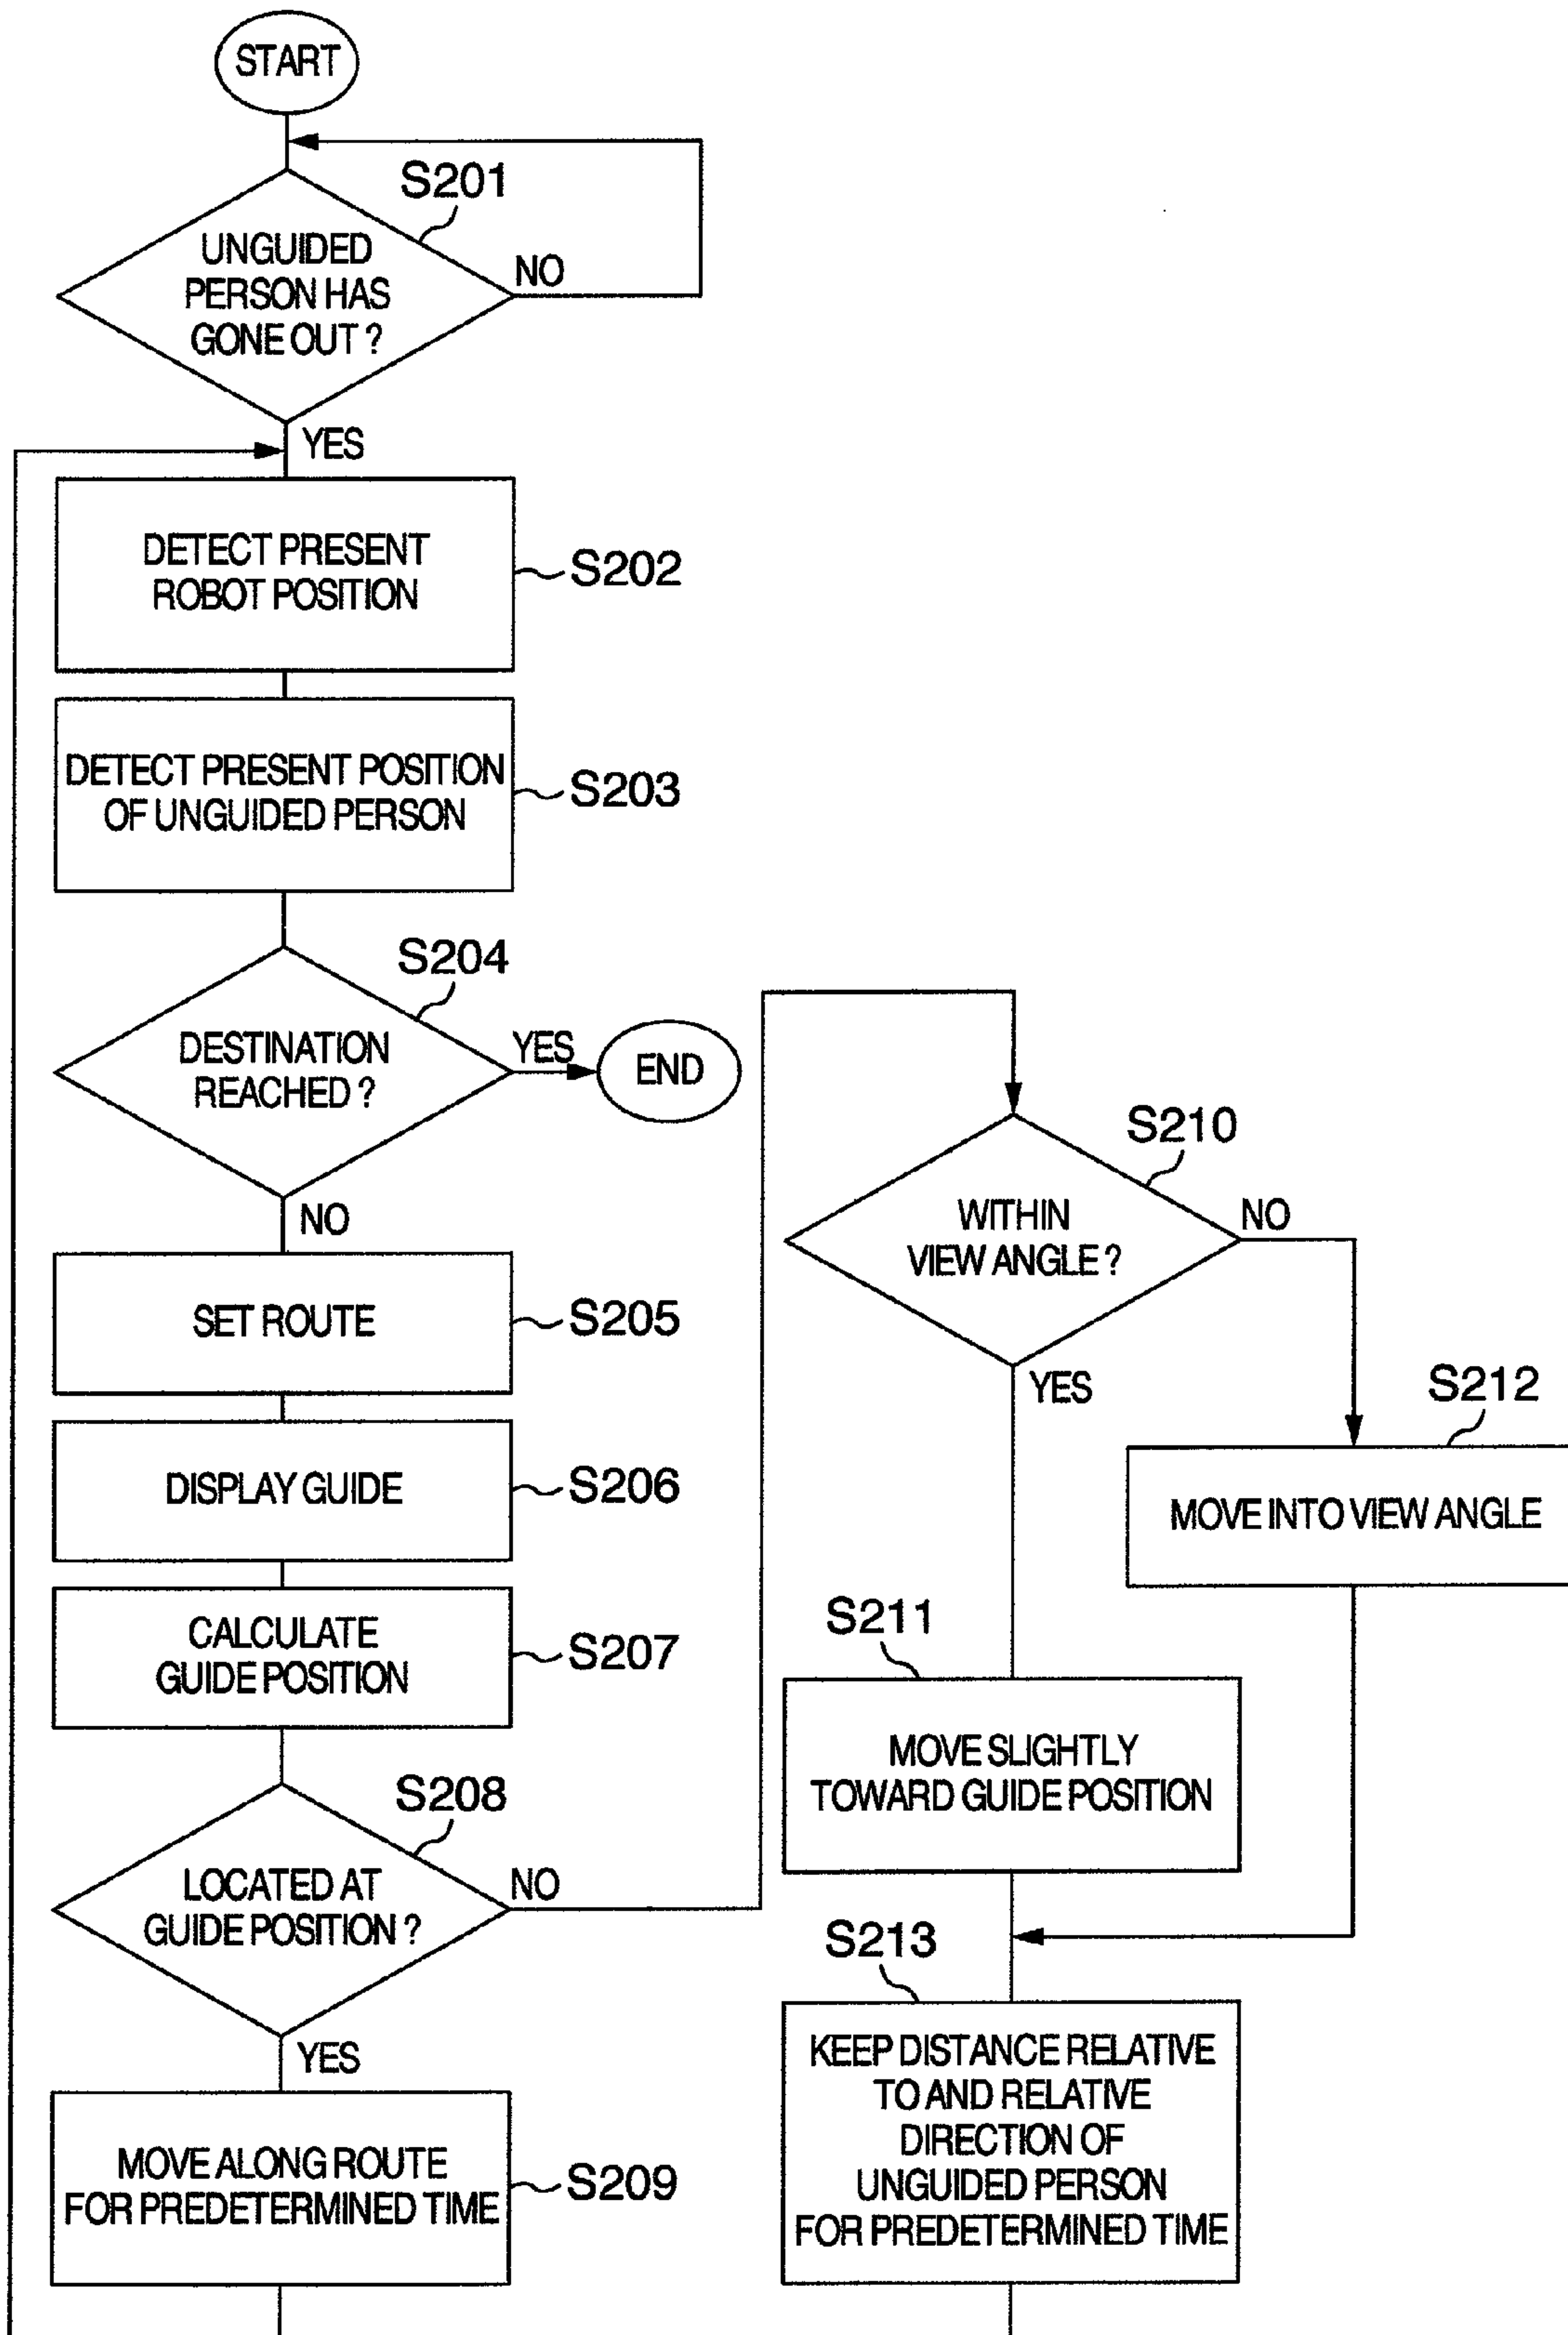 START
S201
UNGUIDED
PERSON HAS
GONE OUT ?
NO
YES
DETECT PRESENT
ROBOT POSITION
S202
DETECT PRESENT POSITION
OF UNGUIDED PERSON
S203
S204
DESTINATION
REACHED ?
YES
END
NO
SET ROUTE
S205
DISPLAY GUIDE
S206
CALCULATE
GUIDE POSITION
S207
S208
LOCATED AT
GUIDE POSITION ?
NO
YES
MOVE ALONG ROUTE
FOR PREDETERMINED TIME
S209
S210
WITHIN
VIEW ANGLE ?
NO
YES
S212
MOVE INTO VIEW ANGLE
S211
MOVE SLIGHTLY
TOWARD GUIDE POSITION
S213
KEEP DISTANCE RELATIVE
TO AND RELATIVE
DIRECTION OF
UNGUIDED PERSON
FOR PREDETERMINED TIME